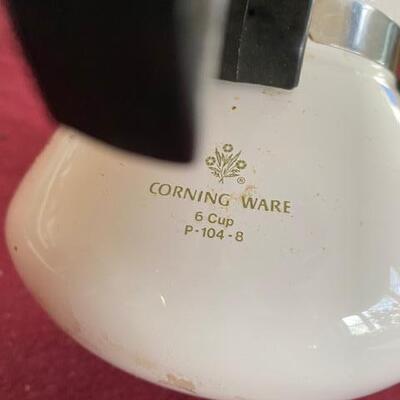 ®
CORNING WARE
6 Cup
P-104-8